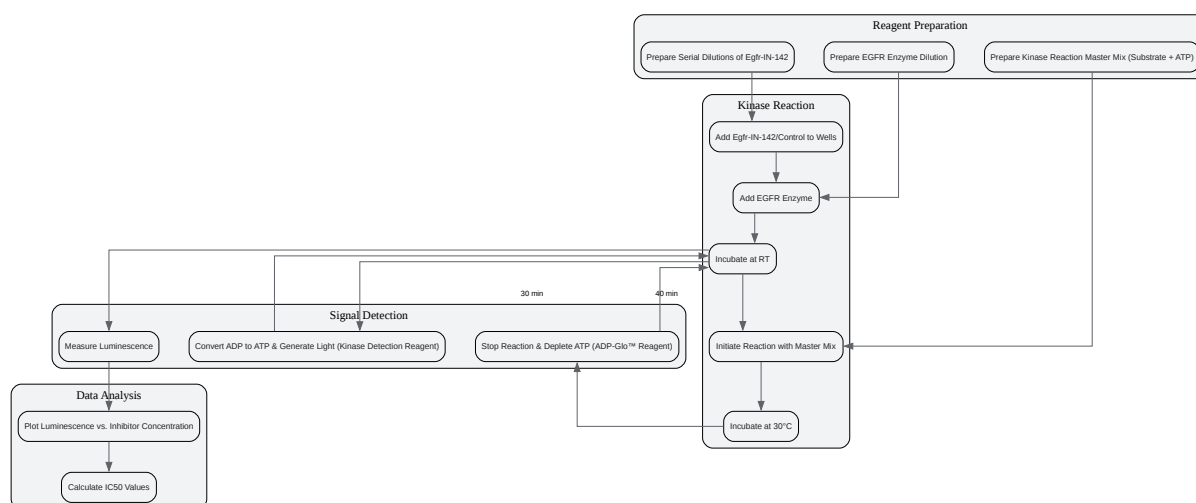 Reagent Preparation
Prepare Serial Dilutions of Egfr-IN-142
Prepare EGFR Enzyme Dilution
Prepare Kinase Reaction Master Mix (Substrate + ATP)
Kinase Reaction
Add Egfr-IN-142/Control to Wells
Add EGFR Enzyme
Incubate at RT
30 min
40 min
Signal Detection
Measure Luminescence
Convert ADP to ATP & Generate Light (Kinase Detection Reagent)
Stop Reaction & Deplete ATP (ADP-Glo™ Reagent)
Initiate Reaction with Master Mix
Data Analysis
Plot Luminescence vs. Inhibitor Concentration
Incubate at 30°C
Calculate IC50 Values